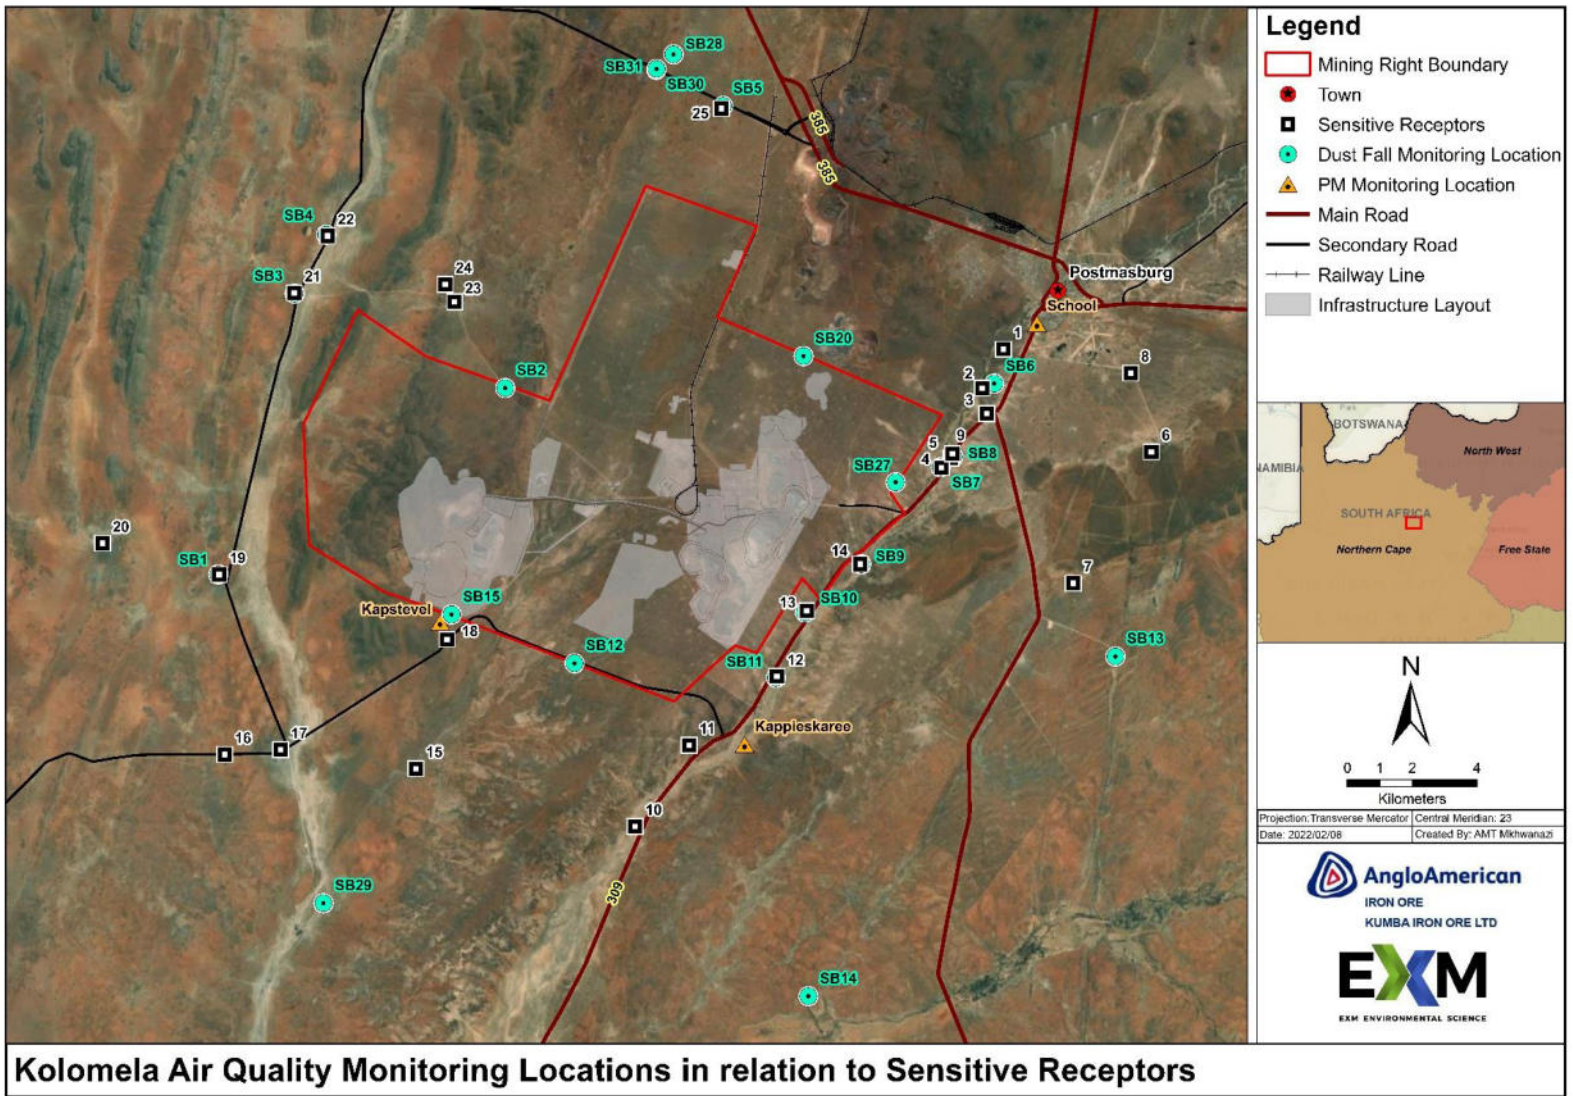 SB28
SB31
SB30
SB5
25
385
385
SB4
22
24
23
SB3
21
Postmasburg
School
1
SB20
8
SB2
2
SB6
3
5
9
6
4
SB8
SB27
SB7
20
14
SB9
SB1
19
7
SB15
13
SB10
Kapstevel
18
SB13
SB12
SB11
12
11
Kappieskaree
16
17
15
10
309
SB29
SB14
Legend
Mining Right Boundary
Town
Sensitive Receptors
Dust Fall Monitoring Location
PM Monitoring Location
Main Road
Secondary Road
Railway Line
Infrastructure Layout
BOTSWANA
NAMIBIA
North West
SOUTH AFRICA
Northern Cape
Free State
N
0 1 2 4
Kilometers
Projection: Transverse Mercator Central Meridian: 23
Date: 2022/02/08 Created By: AMT Mkhwanazi
AngloAmerican
IRON ORE
KUMBA IRON ORE LTD
EXM
EXM ENVIRONMENTAL SCIENCE
Kolomela Air Quality Monitoring Locations in relation to Sensitive Receptors